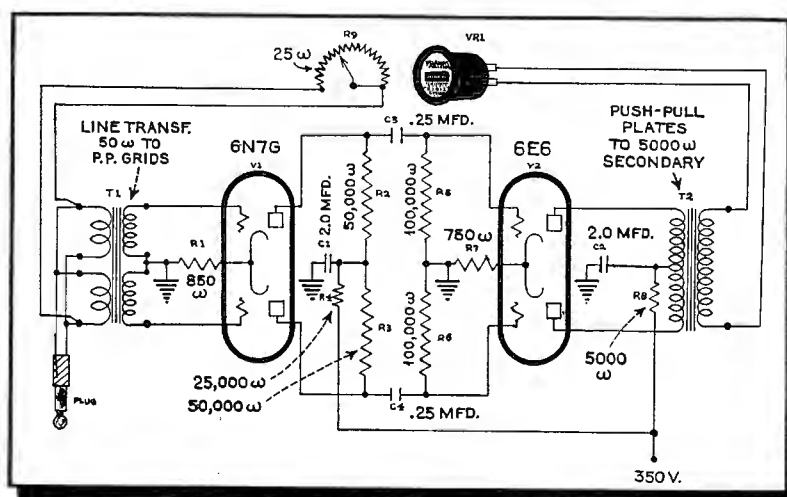 R9
25 ω
VR1
LINE TRANSF.
50 ω TO
P.P. GRIDS
T1
6N7G
V1
C3
.25 MFD.
6E6
V2
PUSH-PULL
PLATES
TO 5000 ω
SECONDARY
T2
R1
850
ω
C1
2.0 MFD.
50,000 ω
R2
100,000 ω
R5
750 ω
R7
2.0 MFD.
C2
R4
R3
100,000 ω
R6
R8
5000
ω
25,000 ω
50,000 ω
C4
.25 MFD.
PLUG
350 V.